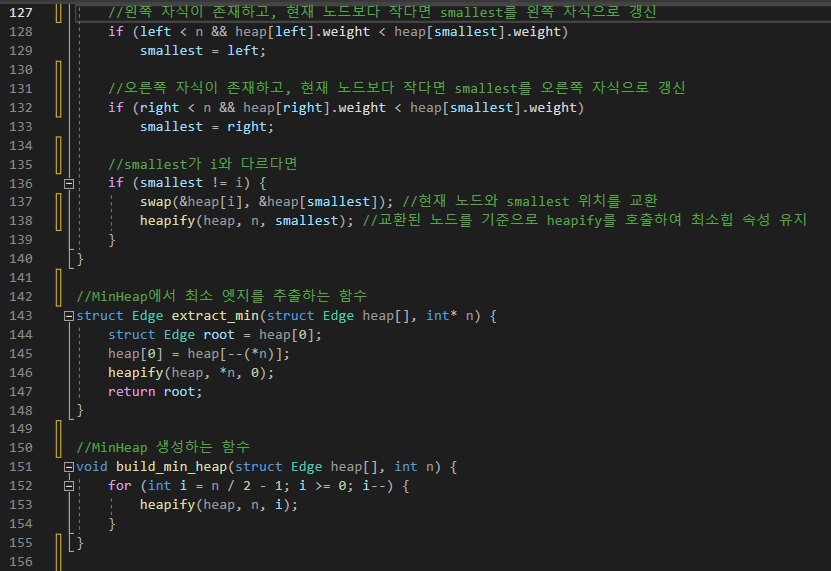 127 //왼쪽 자식이 존재하고, 현재 노드보다 작다면 smallest를 왼쪽 자식으로 갱신
128 if (left < n && heap[left].weight < heap[smallest].weight)
129 smallest = left;
130
131 //오른쪽 자식이 존재하고, 현재 노드보다 작다면 smallest를 오른쪽 자식으로 갱신
132 if (right < n && heap[right].weight < heap[smallest].weight)
133 smallest = right;
134
135 //smallest가 i와 다르다면
136 if (smallest != i) {
137 swap(&heap[i], &heap[smallest]); //현재 노드와 smallest 위치를 교환
138 heapify(heap, n, smallest); //교환된 노드를 기준으로 heapify를 호출하여 최소힙 속성 유지
139 }
140 }
141
142 //MinHeap에서 최소 엣지를 추출하는 함수
143 struct Edge extract_min(struct Edge heap[], int* n) {
144 struct Edge root = heap[0];
145 heap[0] = heap[--(*n)];
146 heapify(heap, *n, 0);
147 return root;
148 }
149
150 //MinHeap 생성하는 함수
151 void build_min_heap(struct Edge heap[], int n) {
152 for (int i = n / 2 - 1; i >= 0; i--) {
153 heapify(heap, n, i);
154 }
155 }
156